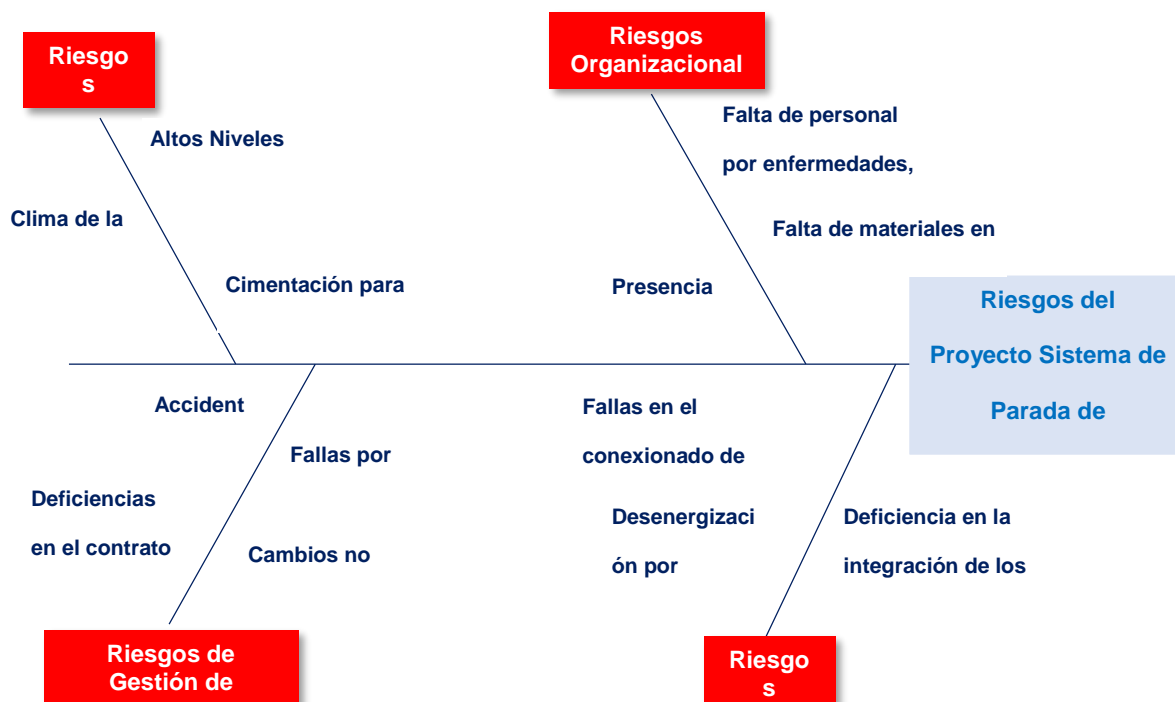 Riesgo
s
Riesgos
Organizacional
Altos Niveles
Falta de personal
por enfermedades,
Clima de la
Falta de materiales en
Cimentación para
Presencia
Riesgos del
Proyecto Sistema de
Parada de
Accident
Fallas por
Fallas en el
conexionado de
Deficiencias
en el contrato
Cambios no
Desenergizaci
ón por
Deficiencia en la
integración de los
Riesgos de
Gestión de
Riesgo
s